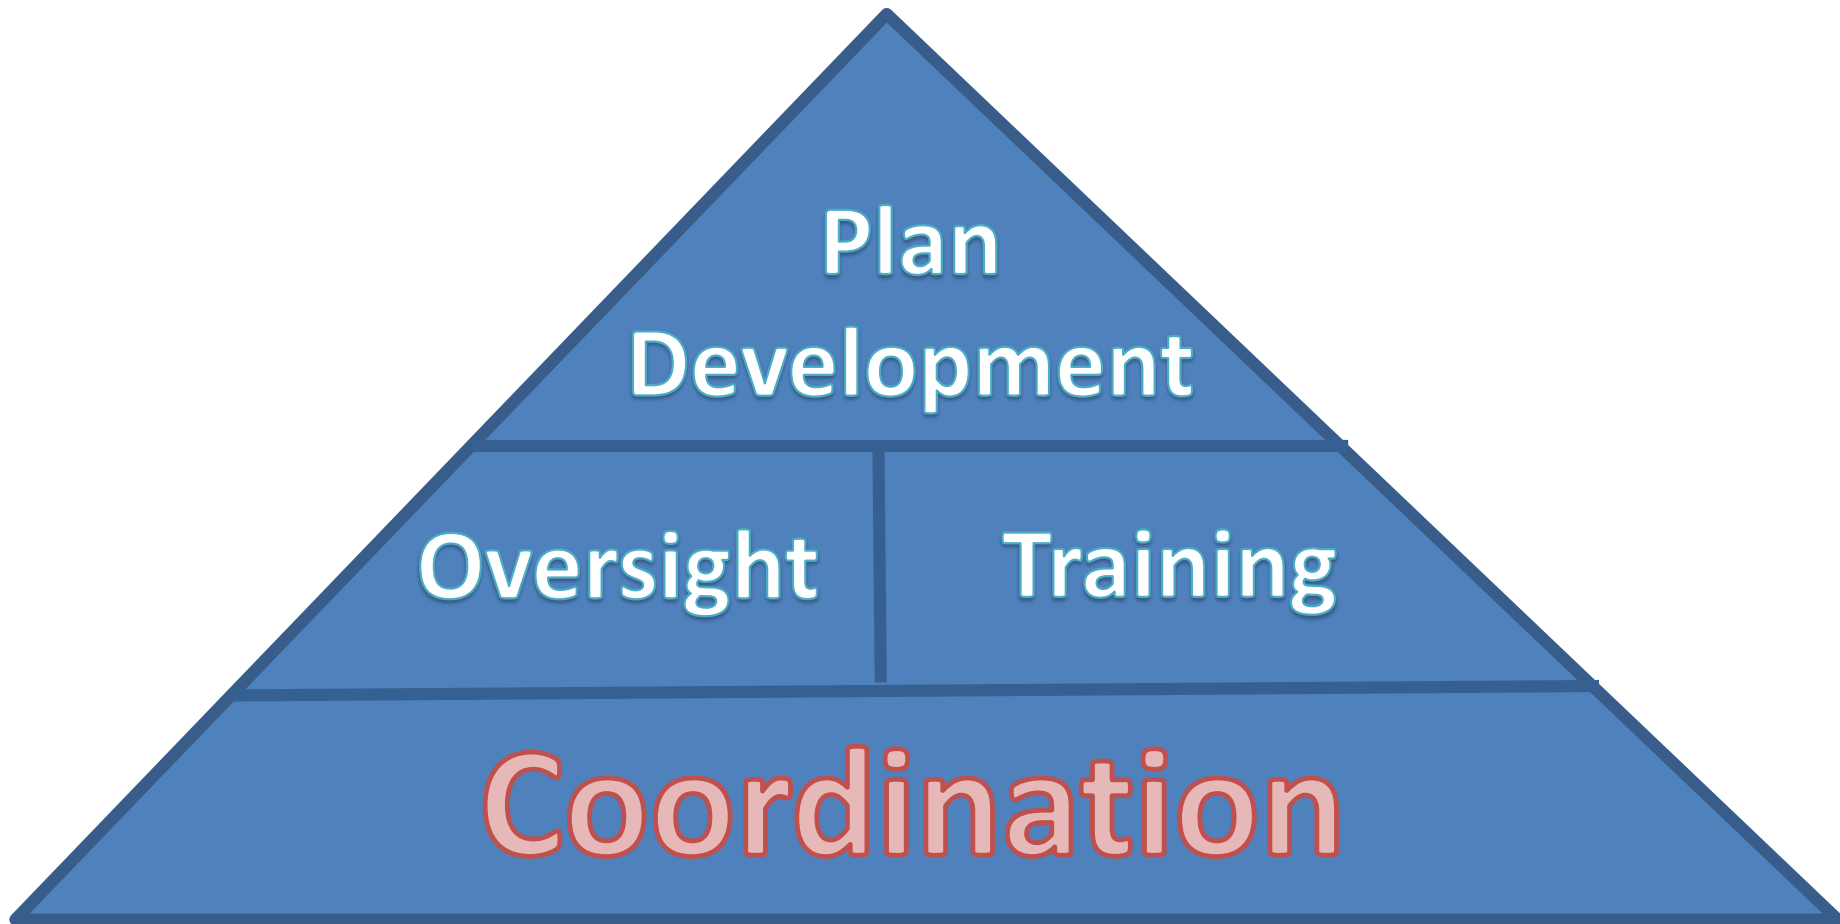 Plan
Development
Oversight
Training
Coordination